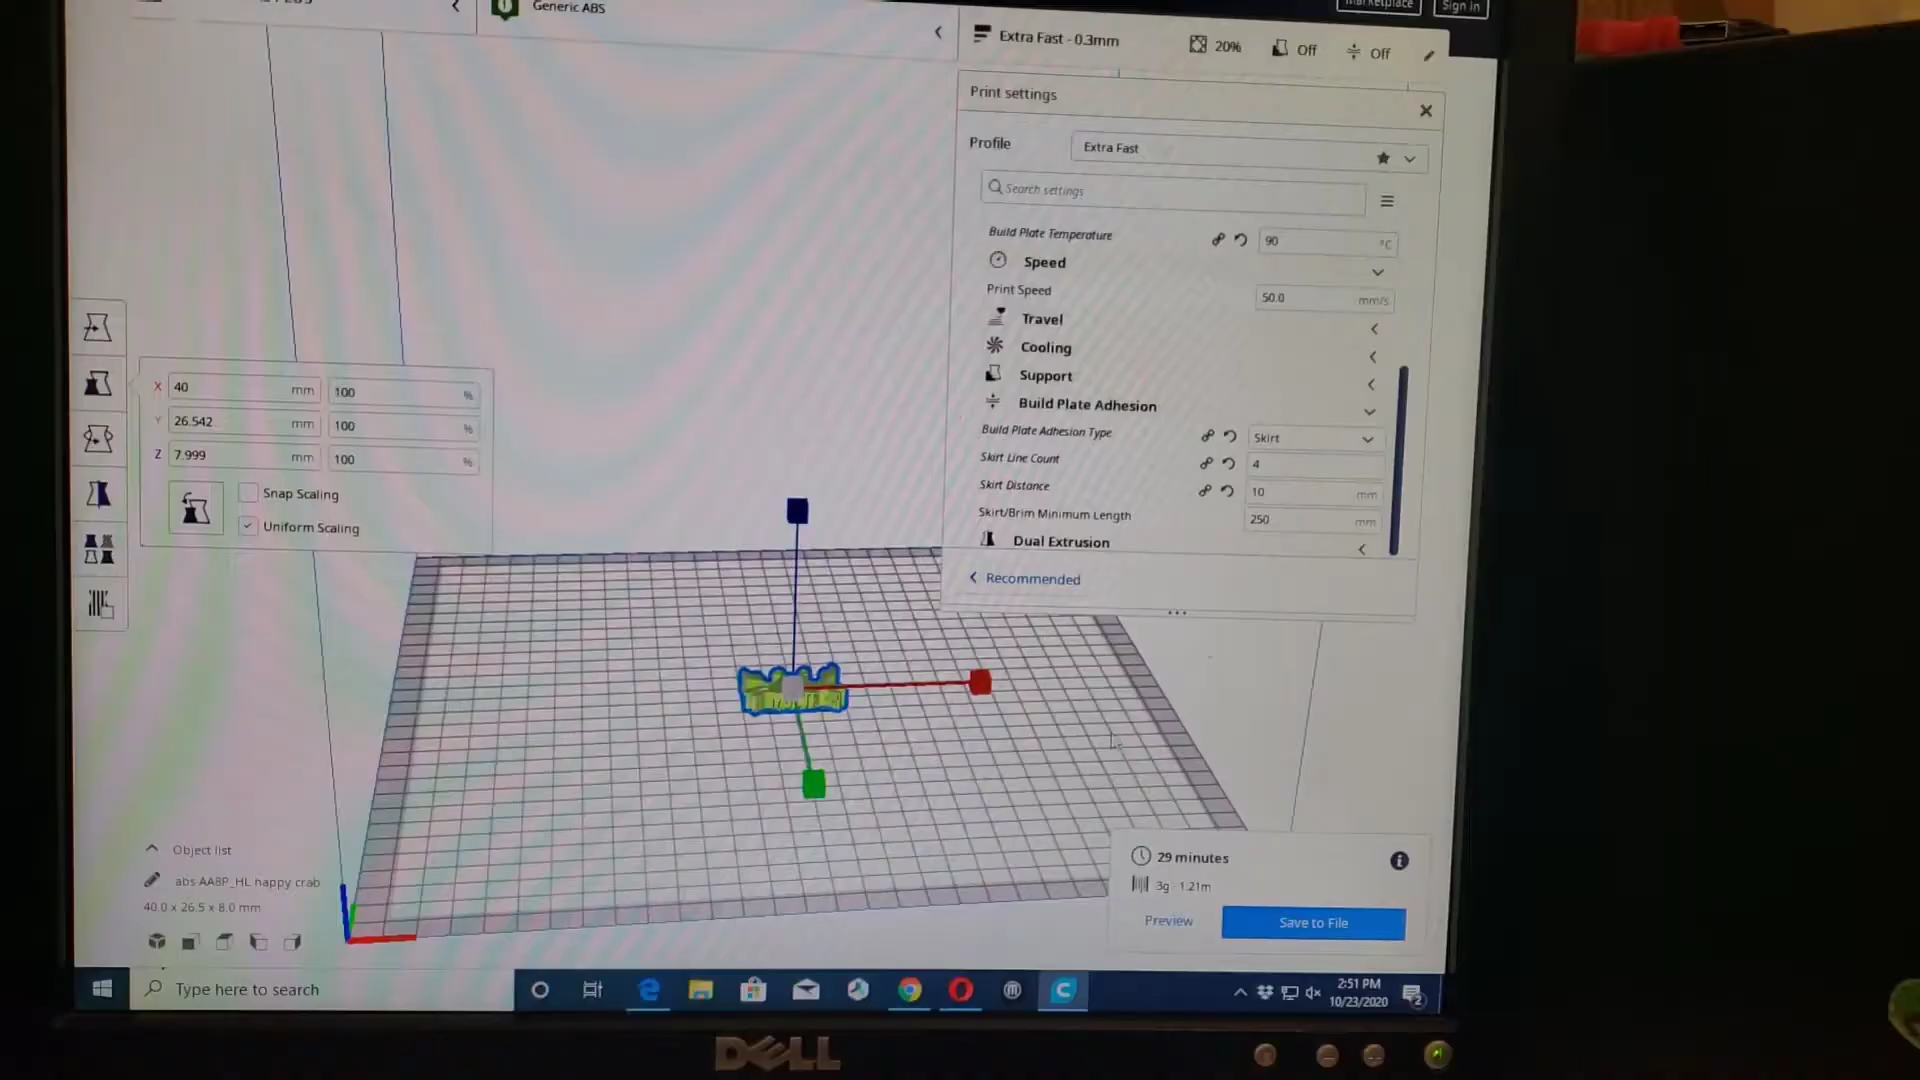 Generic ABS
Marketplace
Sign in
Extra Fast - 0.3mm
20%
Off
Off
Print settings
Profile
Extra Fast
Search settings
Build Plate Temperature
90
°C
Speed
Print Speed
50.0
mm/s
Travel
Cooling
Support
Build Plate Adhesion
Build Plate Adhesion Type
Skirt
Skirt Line Count
4
Skirt Distance
10
mm
Skirt/Brim Minimum Length
250
mm
Dual Extrusion
Recommended
X
40
mm
100
%
Y
26.542
mm
100
%
Z
7.999
mm
100
%
Snap Scaling
Uniform Scaling
Object list
abs AA8P_HL happy crab
40.0 x 26.5 x 8.0 mm
29 minutes
3g · 1.21m
Preview
Save to File
Type here to search
2:51 PM
10/23/2020
2
DELL